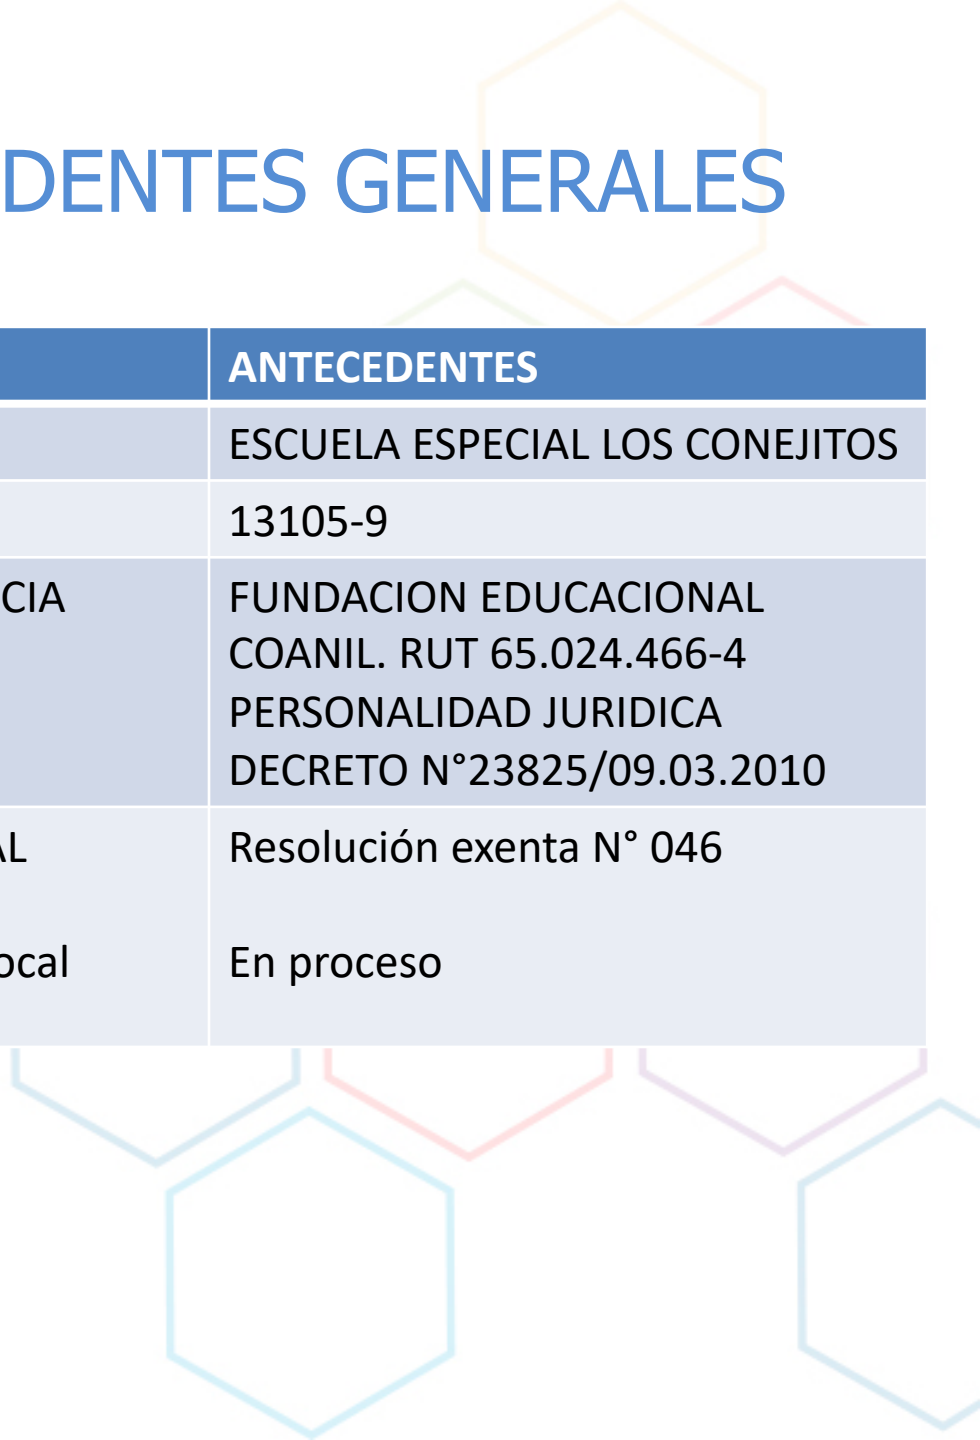 DENTES GENERALES
ANTECEDENTES
ESCUELA ESPECIAL LOS CONEJITOS
13105-9
CIA
FUNDACION EDUCACIONAL
COANIL. RUT 65.024.466-4
PERSONALIDAD JURIDICA
DECRETO N°23825/09.03.2010
AL
Resolución exenta N° 046
ocal
En proceso